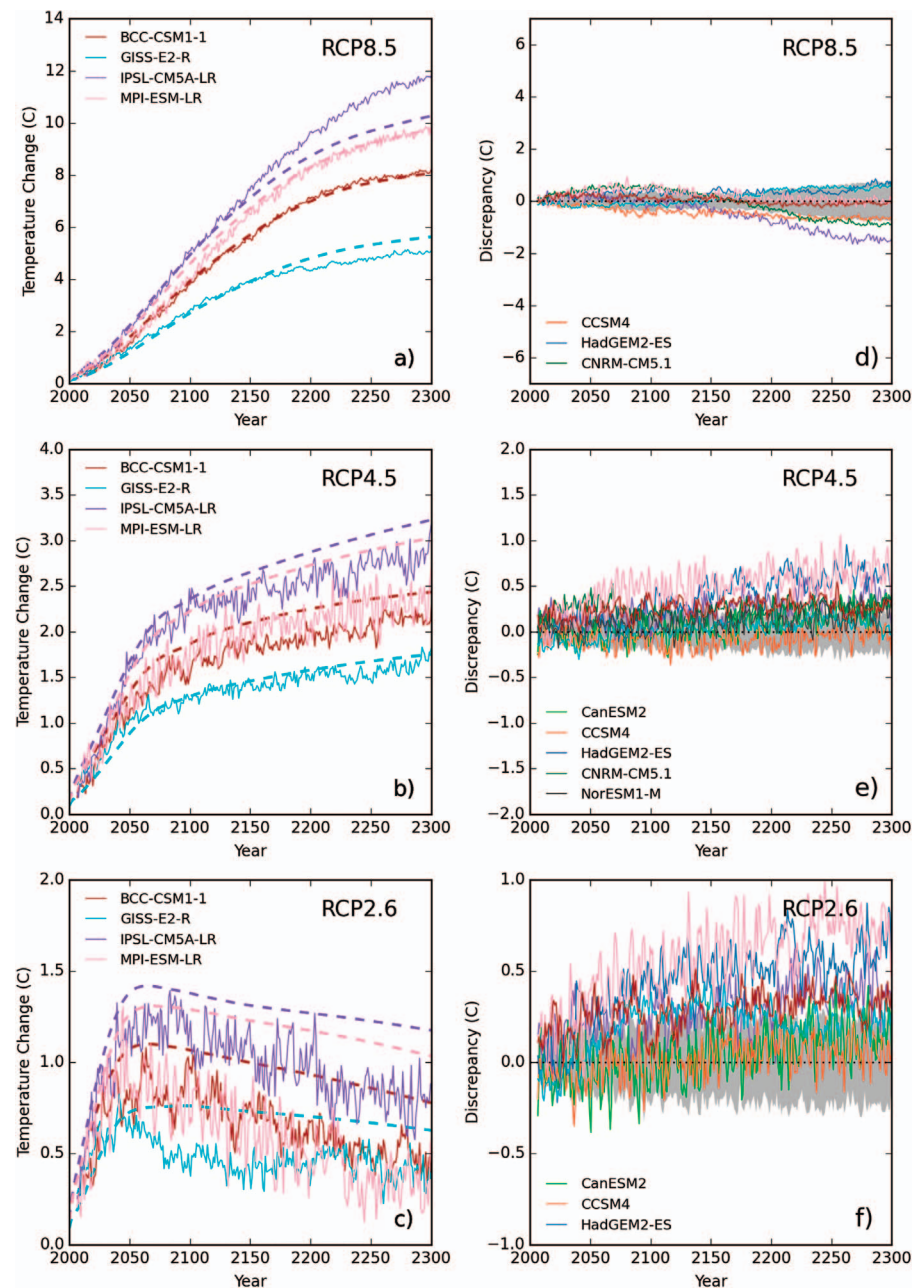 14
12
10
8
6
4
2
0
Temperature Change (C)
BCC-CSM1-1
GISS-E2-R
IPSL-CM5A-LR
MPI-ESM-LR
RCP8.5
a)
2000 2050 2100 2150 2200 2250 2300
Year
6
4
2
0
−2
−4
−6
Discrepancy (C)
RCP8.5
CCSM4
HadGEM2-ES
CNRM-CM5.1
d)
2000 2050 2100 2150 2200 2250 2300
Year
4.0
3.5
3.0
2.5
2.0
1.5
1.0
0.5
0.0
Temperature Change (C)
BCC-CSM1-1
GISS-E2-R
IPSL-CM5A-LR
MPI-ESM-LR
RCP4.5
b)
2000 2050 2100 2150 2200 2250 2300
Year
2.0
1.5
1.0
0.5
0.0
−0.5
−1.0
−1.5
−2.0
Discrepancy (C)
RCP4.5
CanESM2
CCSM4
HadGEM2-ES
CNRM-CM5.1
NorESM1-M
e)
2000 2050 2100 2150 2200 2250 2300
Year
2.0
1.5
1.0
0.5
0.0
Temperature Change (C)
BCC-CSM1-1
GISS-E2-R
IPSL-CM5A-LR
MPI-ESM-LR
RCP2.6
c)
2000 2050 2100 2150 2200 2250 2300
Year
1.0
0.5
0.0
−0.5
−1.0
Discrepancy (C)
RCP2.6
CanESM2
CCSM4
HadGEM2-ES
f)
2000 2050 2100 2150 2200 2250 2300
Year